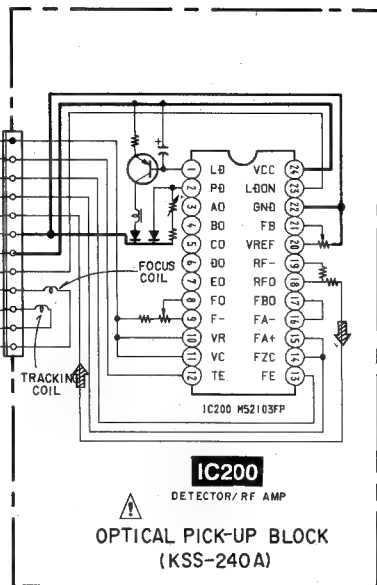 1 LD VCC 24
2 PD LDON 23
3 AO GND 22
4 BO FB 21
5 CO VREF 20
6 DO RF- 19
7 EO RFO 18
8 FO FBO 17
9 F- FA- 16
10 VR FA+ 15
11 VC FZC 14
12 TE FE 13
+
FOCUS
COIL
TRACKING
COIL
IC200 M52103FP
IC200
DETECTOR/RF AMP
!
OPTICAL PICK-UP BLOCK
(KSS-240A)